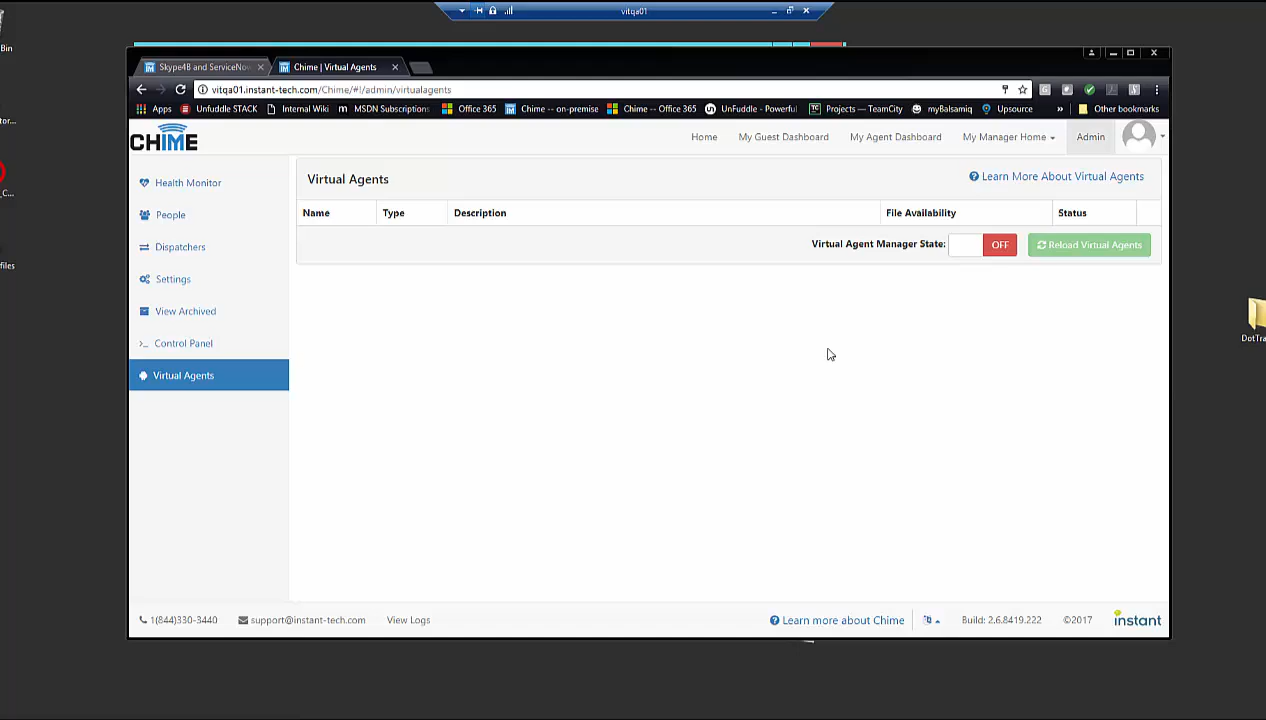 vitqa01
Bin
Skype4B and ServiceNo
Chime | Virtual Agents
vitqa01.instant-tech.com/Chime/#!/admin/virtualagents
Apps Unfuddle STACK Internal Wiki MSDN Subscriptions Office 365 Chime -- on-premise Chime -- Office 365 UnFuddle - Powerful Projects — TeamCity myBalsamiq Upsource » Other bookmarks
tor...
CHIME
Home My Guest Dashboard My Agent Dashboard My Manager Home Admin
Health Monitor
People
Dispatchers
Settings
View Archived
Control Panel
Virtual Agents
_C...
files
Virtual Agents
Learn More About Virtual Agents
Name Type Description File Availability Status
Virtual Agent Manager State: OFF Reload Virtual Agents
DotTra
1(844)330-3440 support@instant-tech.com View Logs Learn more about Chime Build: 2.6.8419.222 ©2017 instant